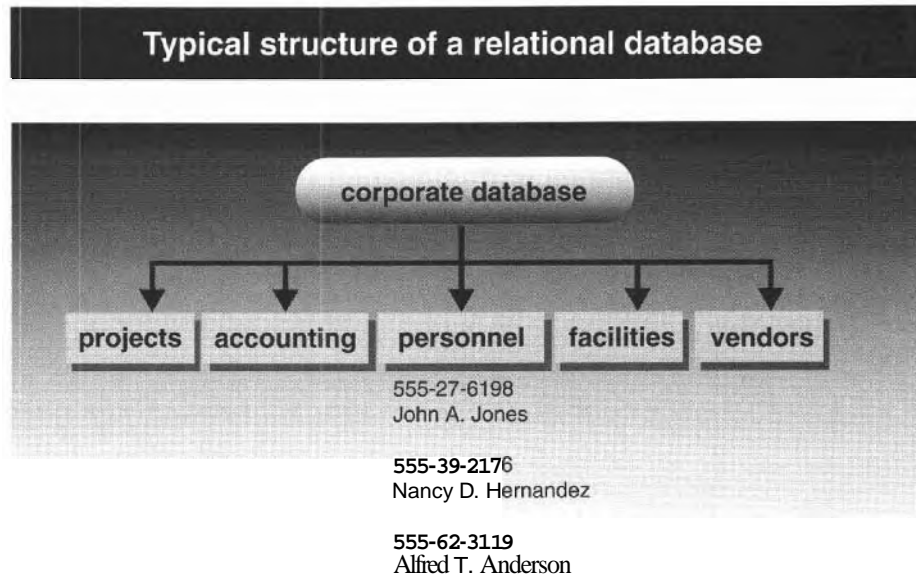 Typical structure of a relational database
corporate database
projects accounting personnel facilities vendors
555-27-6198
John A. Jones
555-39-2176
Nancy D. Hernandez
555-62-3119
Alfred T. Anderson